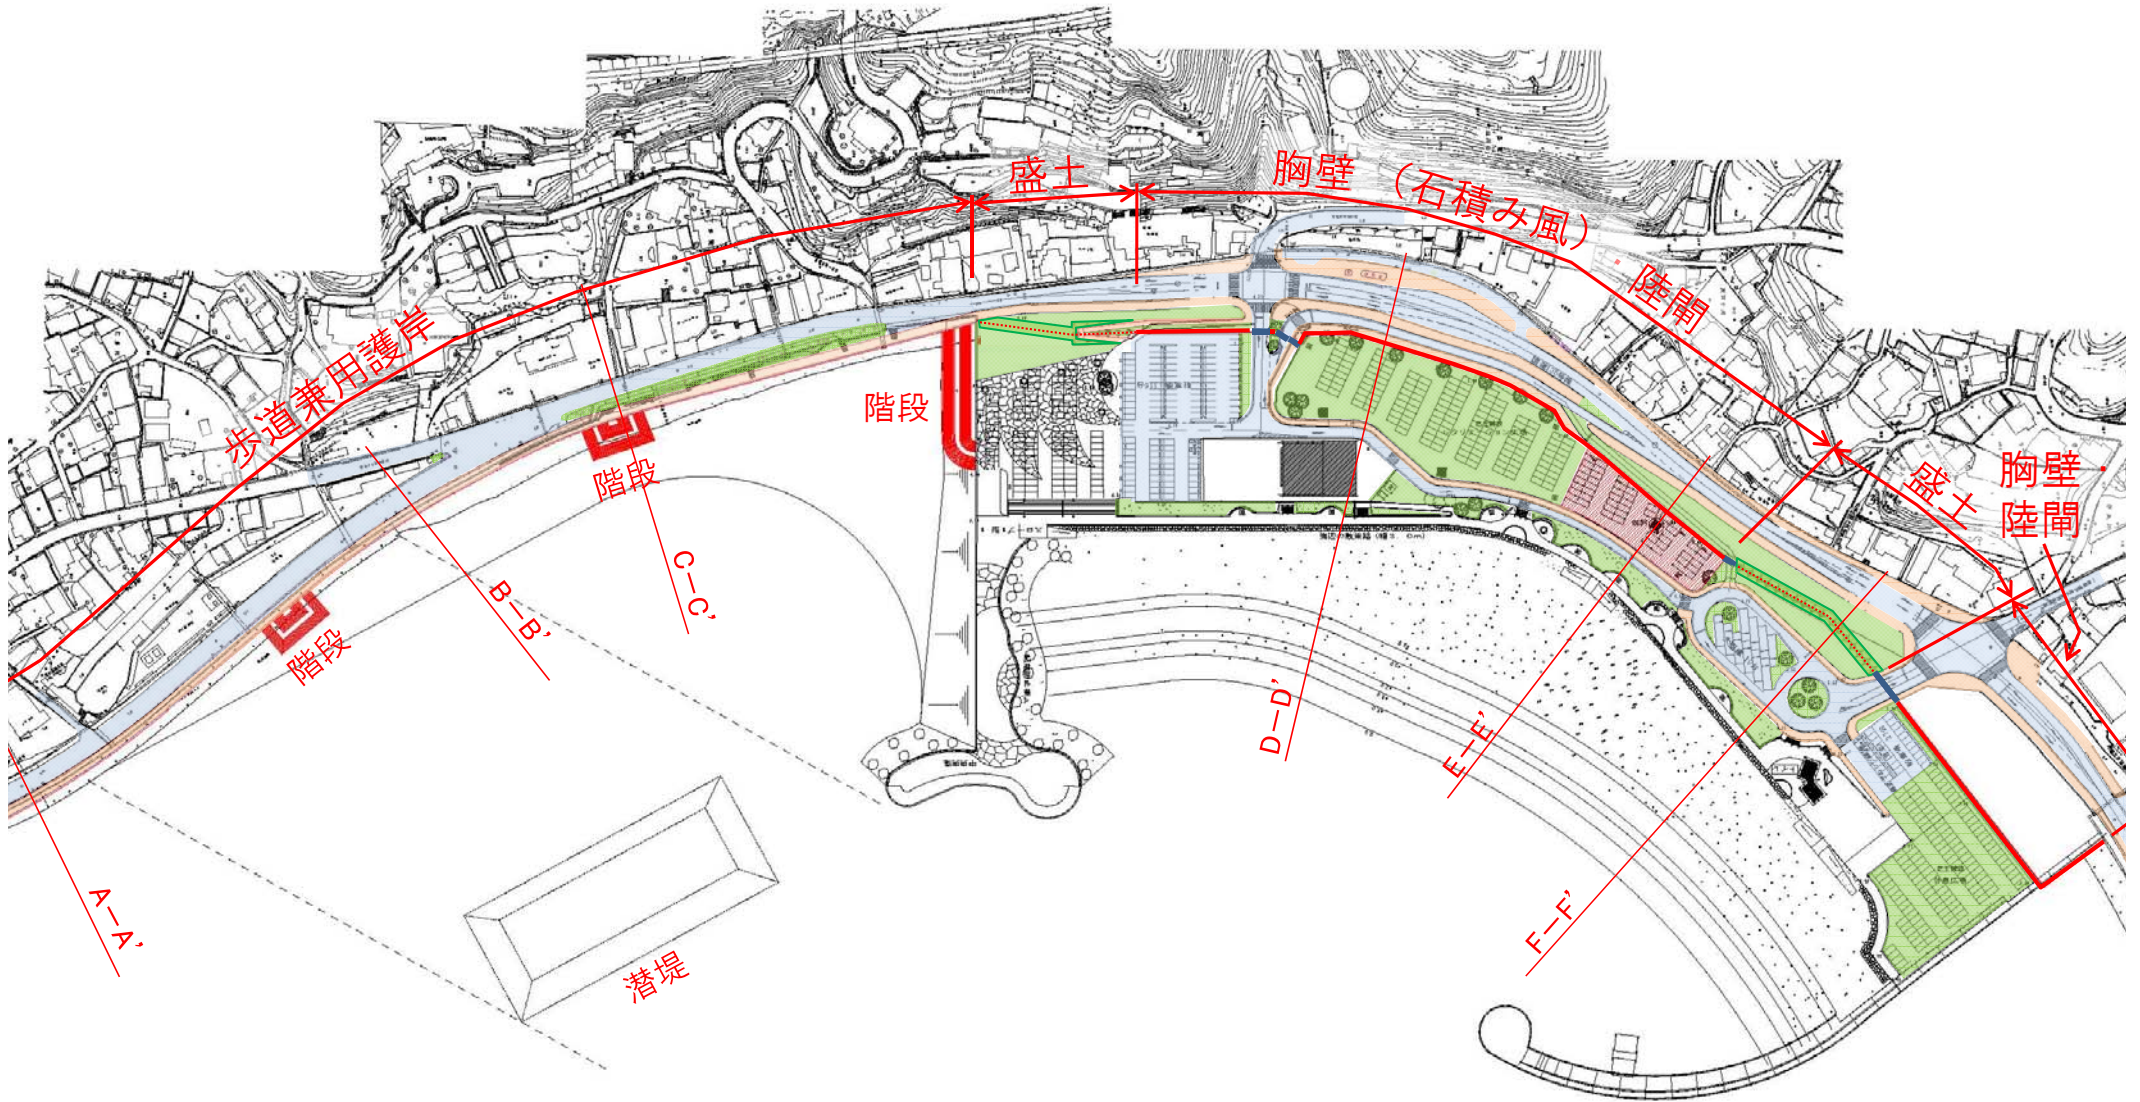 盛土
胸壁（石積み風）
陸閘
歩道兼用護岸
階段
階段
階段
盛土
胸壁
陸閘
B－B’
C－C’
D－D’
E－E’
F－F’
A－A’
潜堤